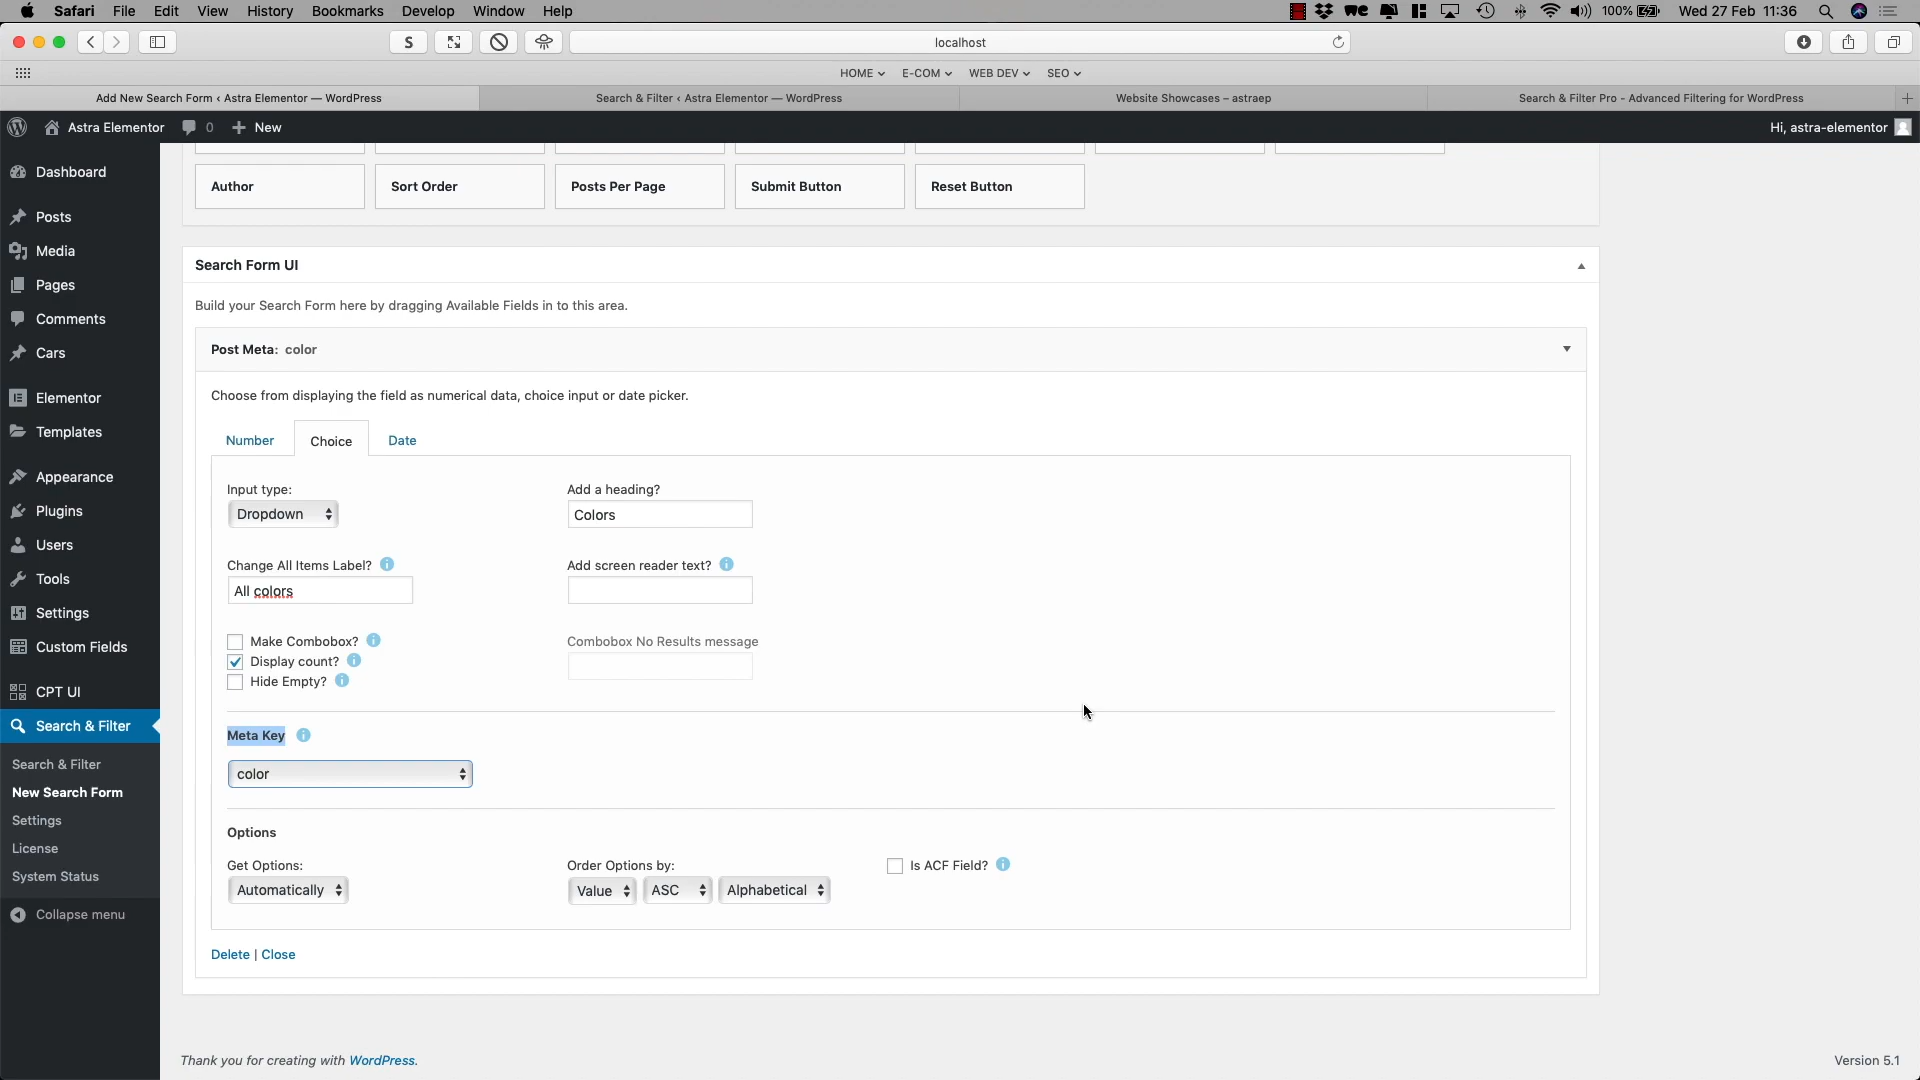 Safari File Edit View History Bookmarks Develop Window Help 100% Wed 27 Feb 11:36
S localhost
HOME E-COM WEB DEV SEO
Add New Search Form ‹ Astra Elementor — WordPress Search & Filter ‹ Astra Elementor — WordPress Website Showcases – astraep Search & Filter Pro - Advanced Filtering for WordPress
Astra Elementor 0 New Hi, astra-elementor
Dashboard
Posts
Media
Pages
Comments
Cars
Elementor
Templates
Appearance
Plugins
Users
Tools
Settings
Custom Fields
CPT UI
Search & Filter
Search & Filter
New Search Form
Settings
License
System Status
Collapse menu
Author Sort Order Posts Per Page Submit Button Reset Button
Search Form UI
Build your Search Form here by dragging Available Fields in to this area.
Post Meta: color
Choose from displaying the field as numerical data, choice input or date picker.
Number Choice Date
Input type: Add a heading?
Dropdown Colors
Change All Items Label? Add screen reader text?
All colors
Make Combobox? Combobox No Results message
Display count?
Hide Empty?
Meta Key
color
Options
Get Options: Order Options by: Is ACF Field?
Automatically Value ASC Alphabetical
Delete | Close
Thank you for creating with WordPress. Version 5.1